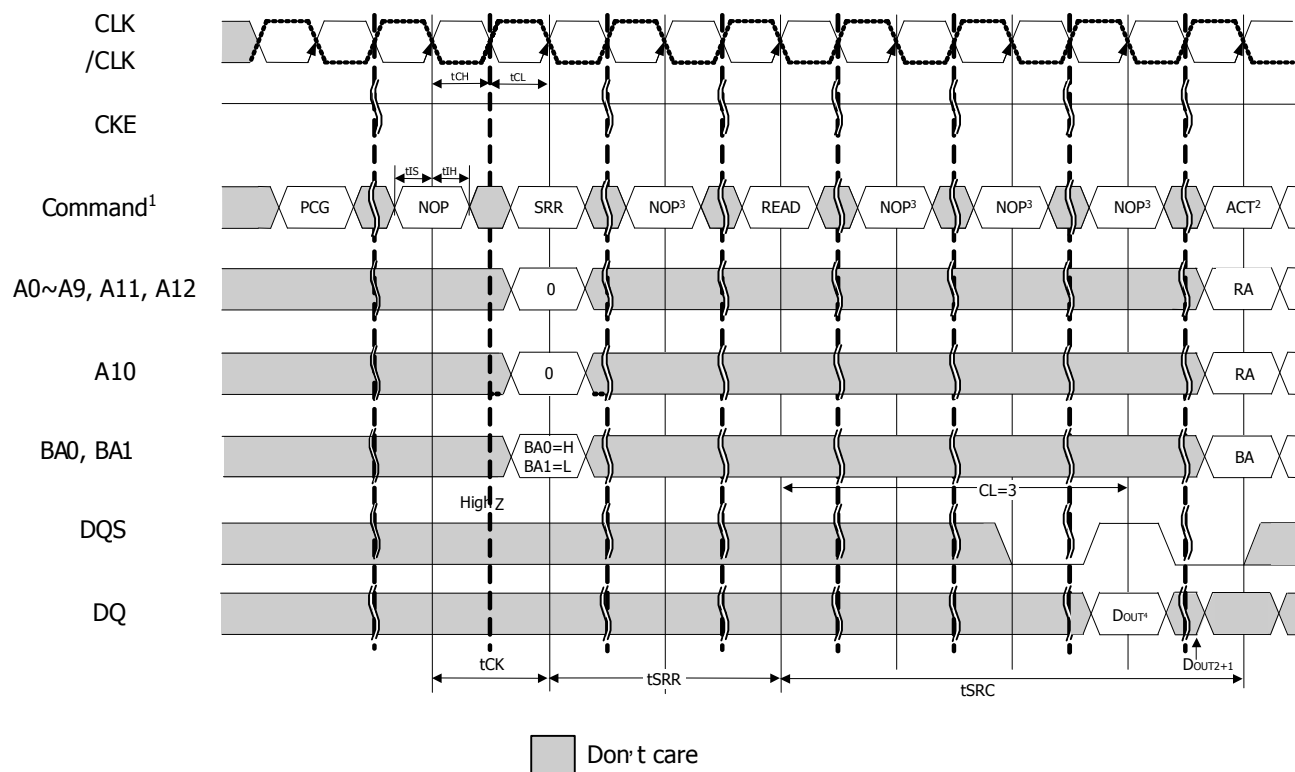 CLK
/CLK
tCH
tCL
CKE
tIS
tIH
Command¹
PCG
NOP
SRR
NOP³
READ
NOP³
NOP³
NOP³
ACT²
A0~A9, A11, A12
0
RA
A10
0
RA
BA0, BA1
BA0=H
BA1=L
BA
CL=3
High Z
DQS
DQ
DOUT⁴
DOUT2+1
tCK
tSRR
tSRC
Don't care